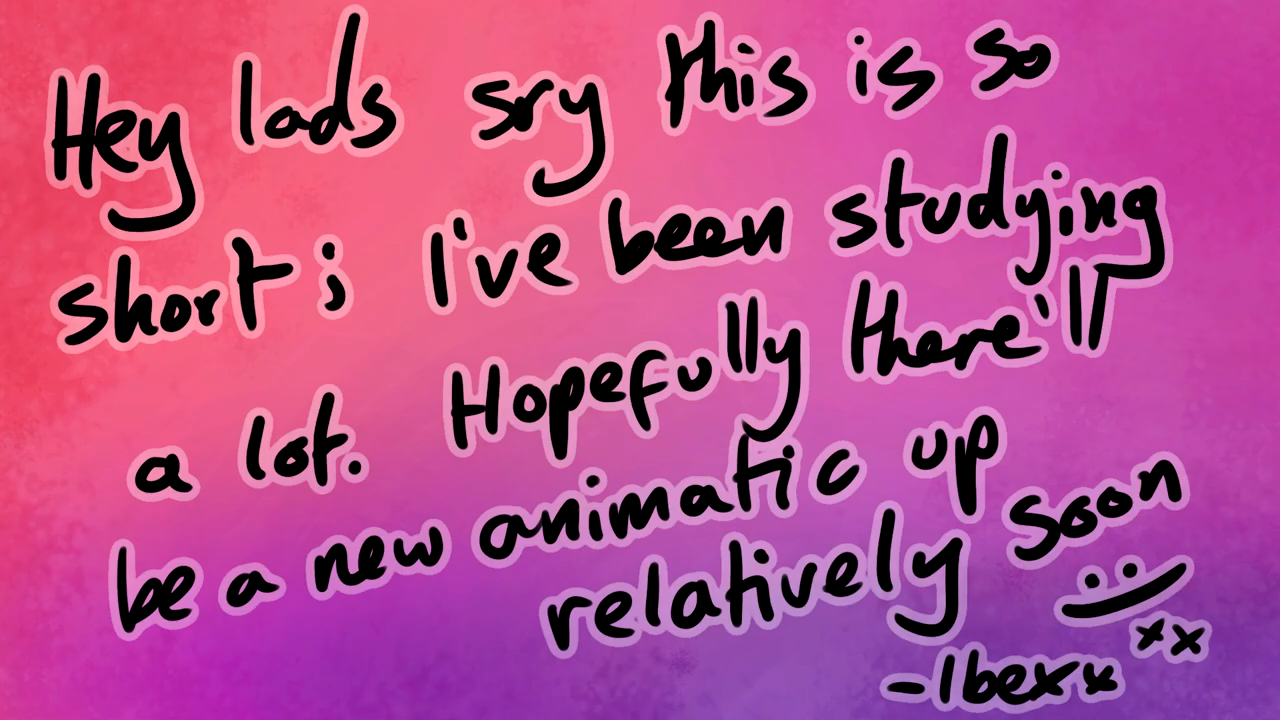 Hey lads sry this is so
short; I've been studying
a lot. Hopefully there'll
be a new animatic up
relatively soon
:)
xx
-Ibexx